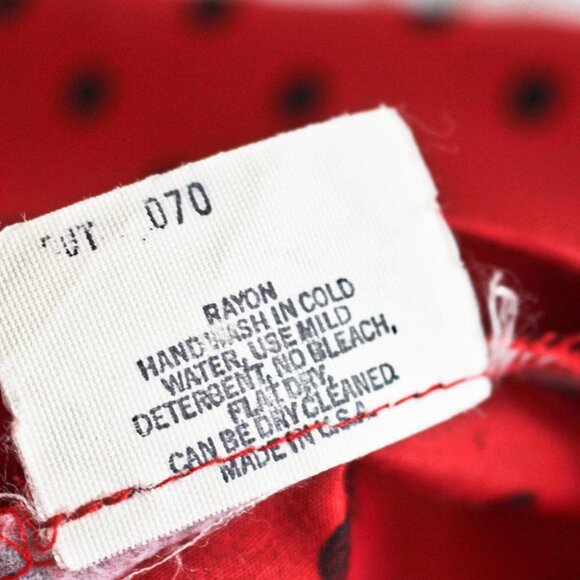 CUT 070
RAYON
HAND WASH IN COLD
WATER, USE MILD
DETERGENT, NO BLEACH,
FLAT DRY,
CAN BE DRY CLEANED.
MADE IN U.S.A.